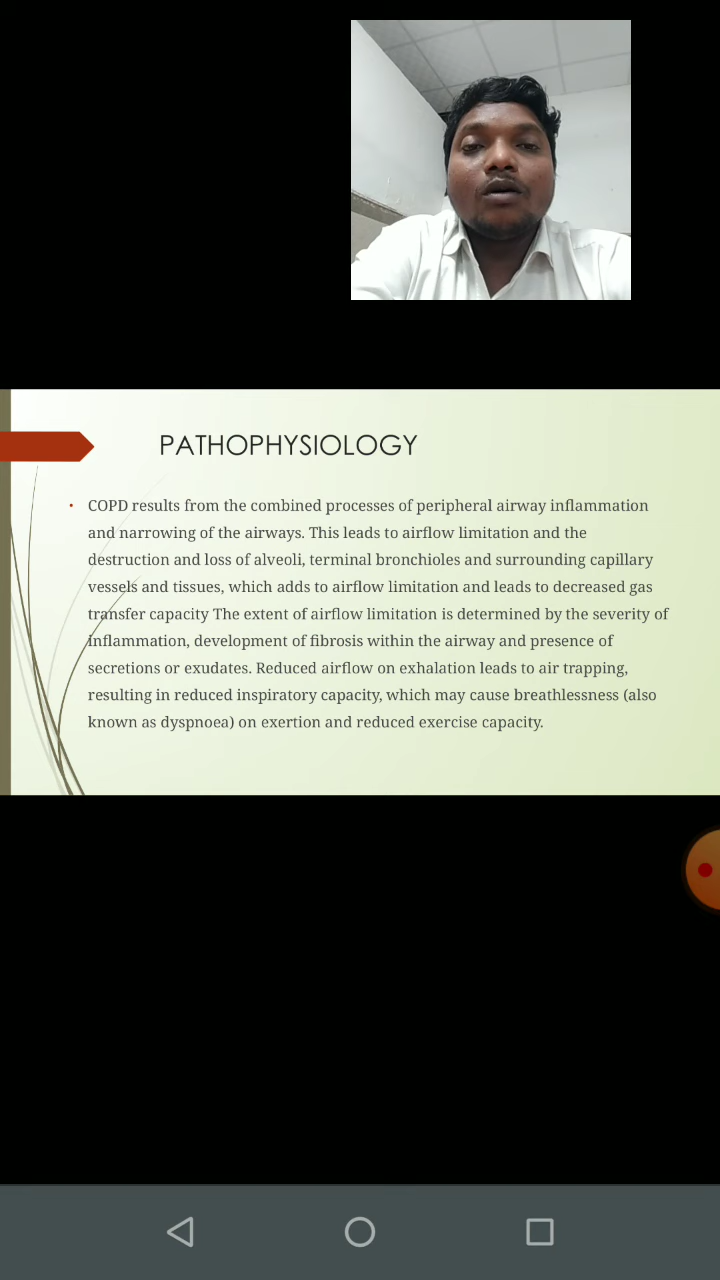 PATHOPHYSIOLOGY
• COPD results from the combined processes of peripheral airway inflammation
and narrowing of the airways. This leads to airflow limitation and the
destruction and loss of alveoli, terminal bronchioles and surrounding capillary
vessels and tissues, which adds to airflow limitation and leads to decreased gas
transfer capacity The extent of airflow limitation is determined by the severity of
inflammation, development of fibrosis within the airway and presence of
secretions or exudates. Reduced airflow on exhalation leads to air trapping,
resulting in reduced inspiratory capacity, which may cause breathlessness (also
known as dyspnoea) on exertion and reduced exercise capacity.